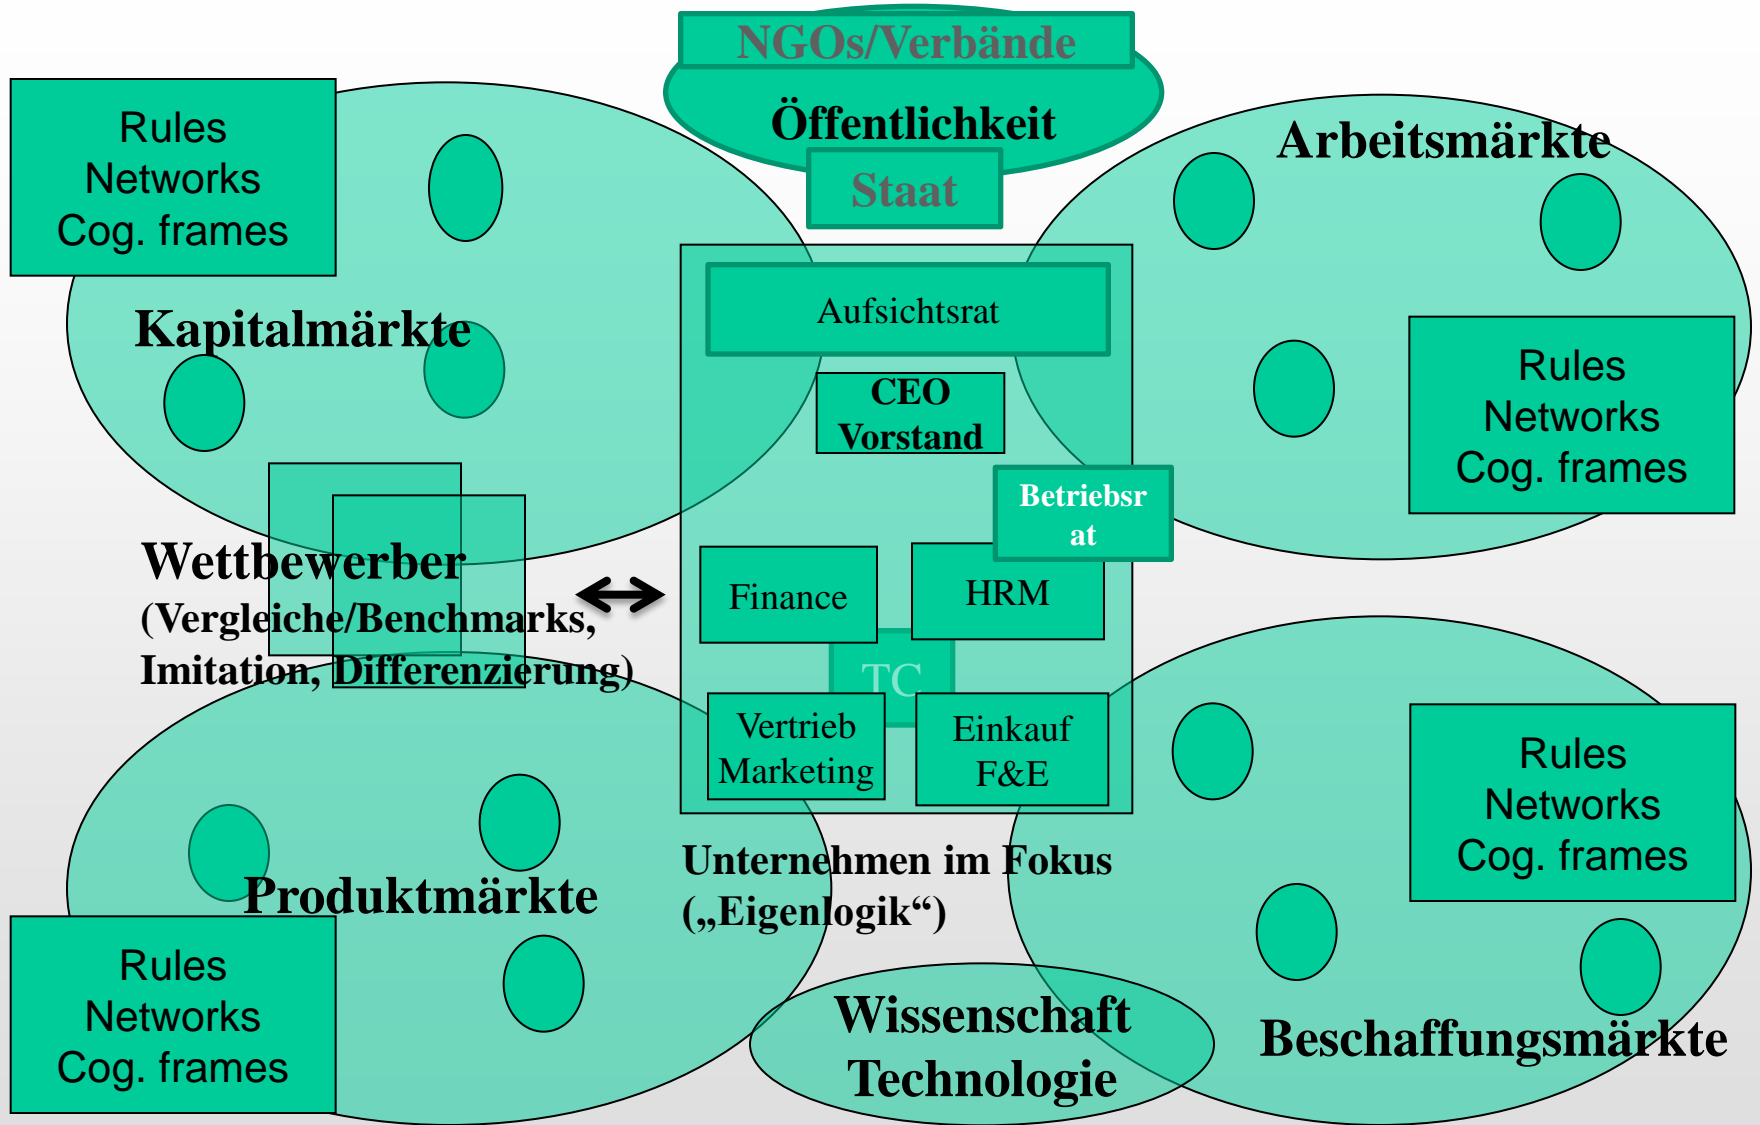 NGOs/Verbände
Öffentlichkeit
Staat
Rules
Networks
Cog. frames
Kapitalmärkte
Arbeitsmärkte
Rules
Networks
Cog. frames
Aufsichtsrat
CEO
Vorstand
Betriebsr
at
Wettbewerber
(Vergleiche/Benchmarks,
Imitation, Differenzierung)
Finance
HRM
TC
Vertrieb
Marketing
Einkauf
F&E
Unternehmen im Fokus
(„Eigenlogik“)
Produktmärkte
Rules
Networks
Cog. frames
Rules
Networks
Cog. frames
Beschaffungsmärkte
Wissenschaft
Technologie